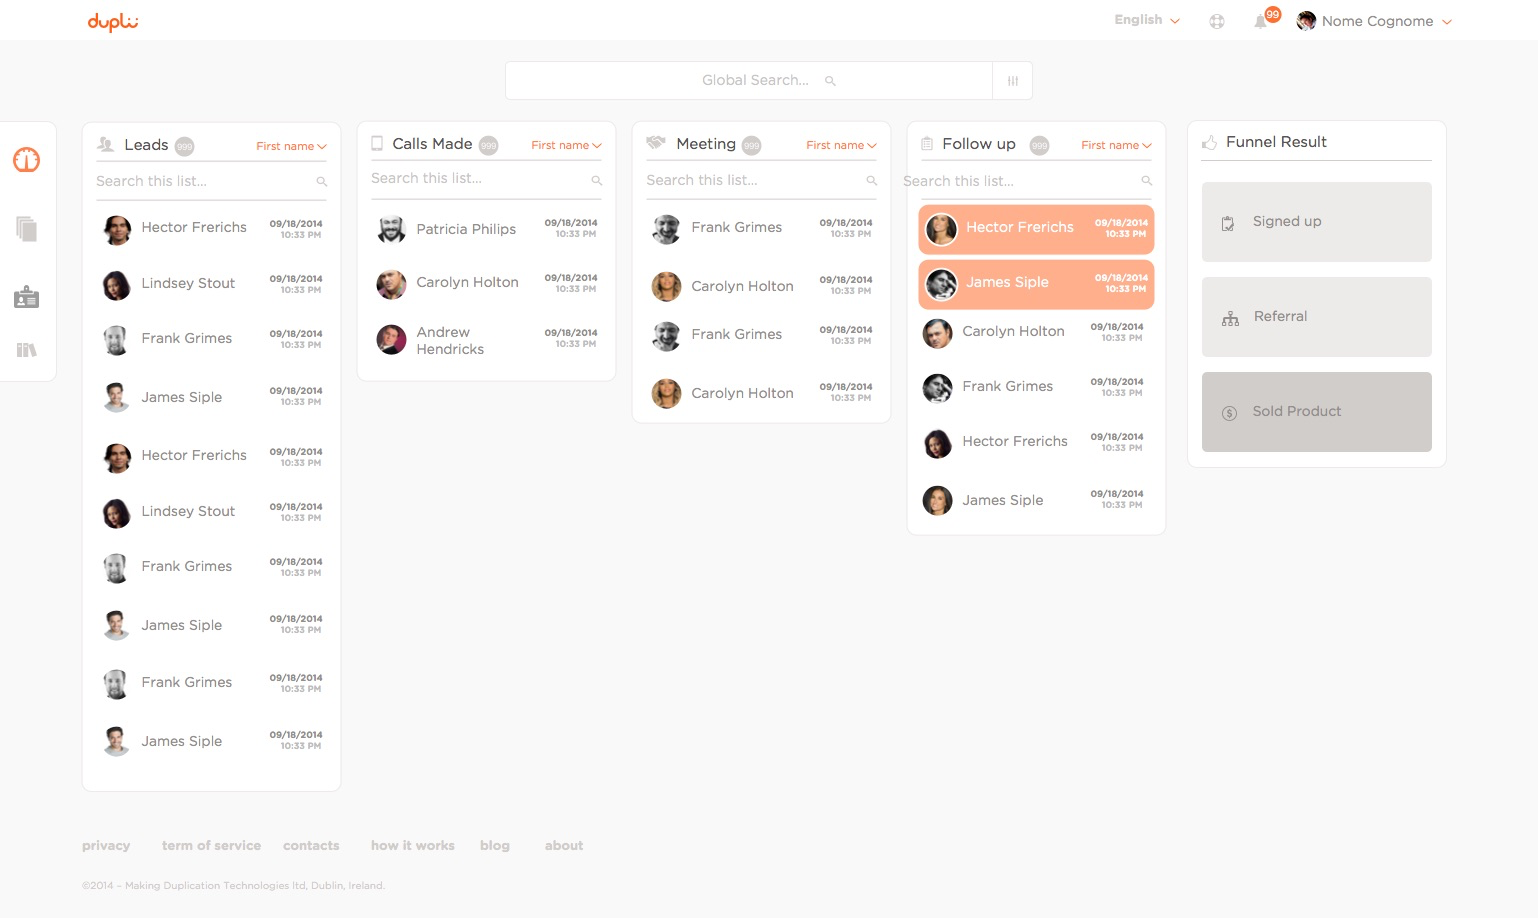 duplii
English
99
Nome Cognome
Global Search...
Leads 999 First name
Search this list...
Hector Frerichs 09/18/2014
10:33 PM
Lindsey Stout 09/18/2014
10:33 PM
Frank Grimes 09/18/2014
10:33 PM
James Siple 09/18/2014
10:33 PM
Hector Frerichs 09/18/2014
10:33 PM
Lindsey Stout 09/18/2014
10:33 PM
Frank Grimes 09/18/2014
10:33 PM
James Siple 09/18/2014
10:33 PM
Frank Grimes 09/18/2014
10:33 PM
James Siple 09/18/2014
10:33 PM
Calls Made 999 First name
Search this list...
Patricia Philips 09/18/2014
10:33 PM
Carolyn Holton 09/18/2014
10:33 PM
Andrew 09/18/2014
Hendricks 10:33 PM
Meeting 999 First name
Search this list...
Frank Grimes 09/18/2014
10:33 PM
Carolyn Holton 09/18/2014
10:33 PM
Frank Grimes 09/18/2014
10:33 PM
Carolyn Holton 09/18/2014
10:33 PM
Follow up 999 First name
Search this list...
Hector Frerichs 09/18/2014
10:33 PM
James Siple 09/18/2014
10:33 PM
Carolyn Holton 09/18/2014
10:33 PM
Frank Grimes 09/18/2014
10:33 PM
Hector Frerichs 09/18/2014
10:33 PM
James Siple 09/18/2014
10:33 PM
Funnel Result
Signed up
Referral
$ Sold Product
privacy term of service contacts how it works blog about
©2014 – Making Duplication Technologies ltd, Dublin, Ireland.